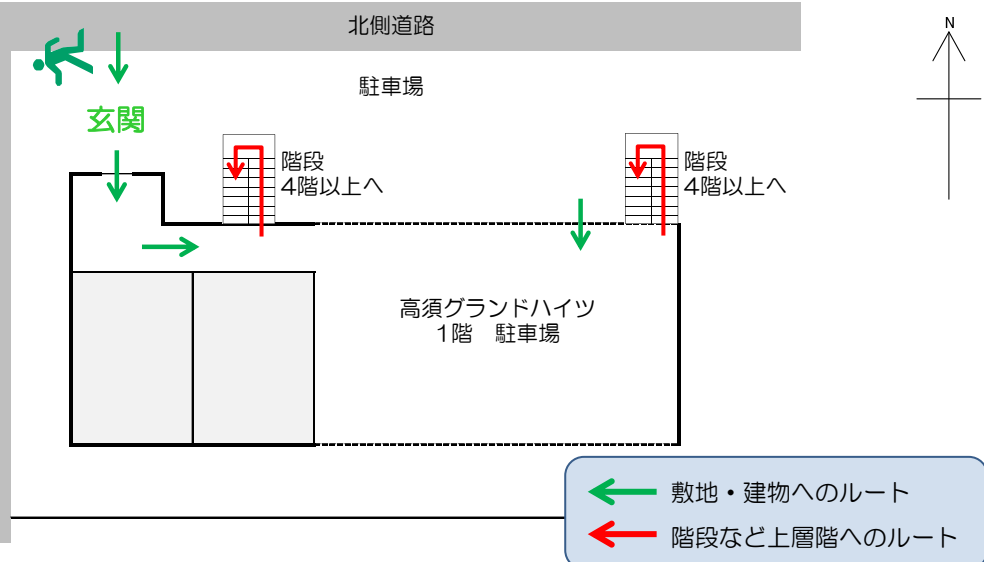 北側道路
N
駐車場
玄関
階段
4階以上へ
階段
4階以上へ
高須グランドハイツ
1階　駐車場
敷地・建物へのルート
階段など上層階へのルート